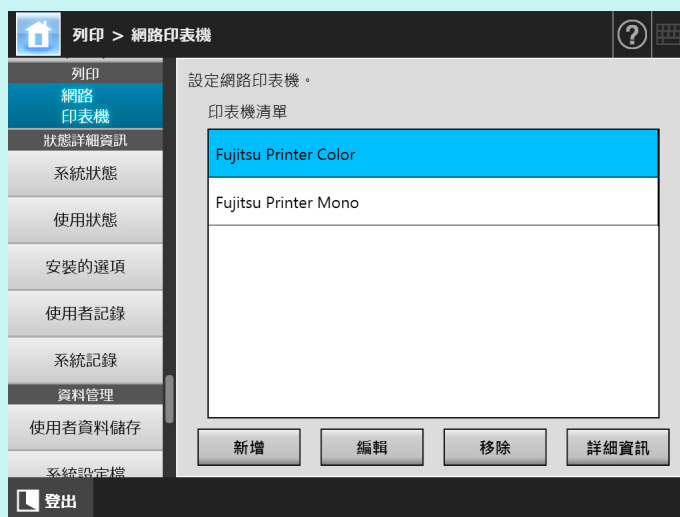 列印 > 網路印表機
?
列印
網路
印表機
狀態詳細資訊
系統狀態
使用狀態
安裝的選項
使用者記錄
系統記錄
資料管理
使用者資料儲存
系統設定檔
設定網路印表機。
印表機清單
Fujitsu Printer Color
Fujitsu Printer Mono
新增
編輯
移除
詳細資訊
登出